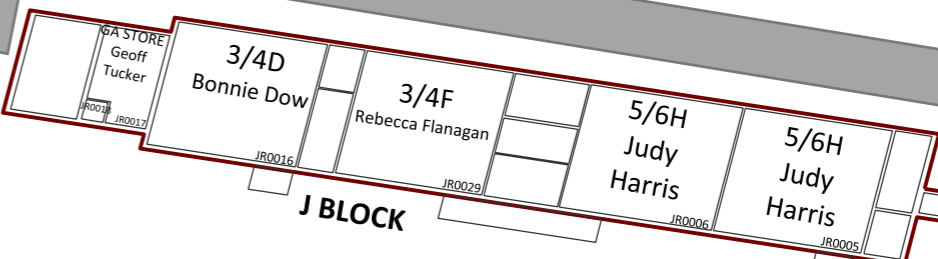 GA STORE
Geoff
Tucker
JR0018
JR0017
3/4D
Bonnie Dow
JR0016
3/4F
Rebecca Flanagan
JR0029
5/6H
Judy
Harris
JR0006
5/6H
Judy
Harris
JR0005
J BLOCK